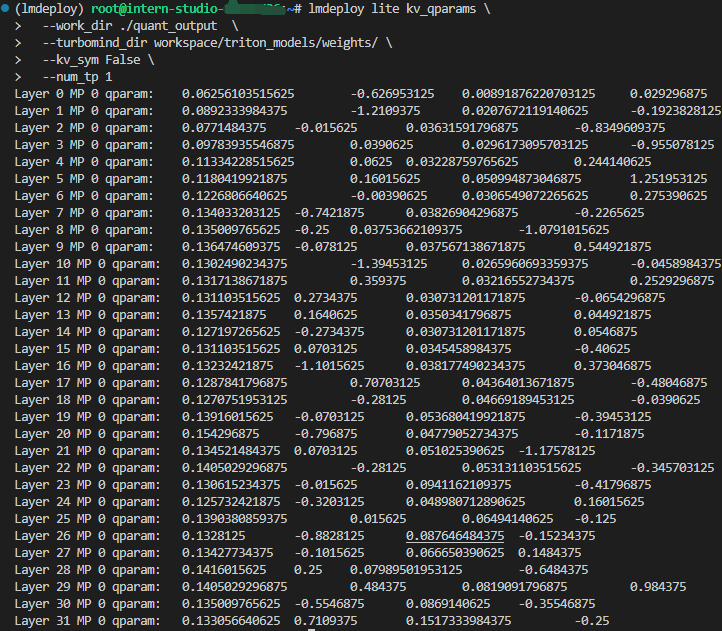 (lmdeploy) root@intern-studio- :~# lmdeploy lite kv_qparams \
>   --work_dir ./quant_output  \
>   --turbomind_dir workspace/triton_models/weights/ \
>   --kv_sym False \
>   --num_tp 1
Layer 0 MP 0 qparam:    0.06256103515625        -0.626953125    0.00891876220703125     0.029296875
Layer 1 MP 0 qparam:    0.0892333984375         -1.2109375      0.0207672119140625      -0.1923828125
Layer 2 MP 0 qparam:    0.0771484375    -0.015625       0.03631591796875        -0.8349609375
Layer 3 MP 0 qparam:    0.09783935546875        0.0390625       0.0296173095703125      -0.955078125
Layer 4 MP 0 qparam:    0.11334228515625        0.0625  0.03228759765625        0.244140625
Layer 5 MP 0 qparam:    0.1180419921875         0.16015625      0.050994873046875       1.251953125
Layer 6 MP 0 qparam:    0.1226806640625         -0.00390625     0.0306549072265625      0.275390625
Layer 7 MP 0 qparam:    0.134033203125  -0.7421875      0.03826904296875        -0.2265625
Layer 8 MP 0 qparam:    0.135009765625  -0.25   0.03753662109375        -1.0791015625
Layer 9 MP 0 qparam:    0.136474609375  -0.078125       0.037567138671875       0.544921875
Layer 10 MP 0 qparam:   0.1302490234375         -1.39453125     0.0265960693359375      -0.0458984375
Layer 11 MP 0 qparam:   0.1317138671875         0.359375        0.03216552734375        0.2529296875
Layer 12 MP 0 qparam:   0.131103515625  0.2734375       0.030731201171875       -0.0654296875
Layer 13 MP 0 qparam:   0.1357421875    0.1640625       0.0350341796875         0.044921875
Layer 14 MP 0 qparam:   0.127197265625  -0.2734375      0.030731201171875       0.0546875
Layer 15 MP 0 qparam:   0.131103515625  0.0703125       0.0345458984375         -0.40625
Layer 16 MP 0 qparam:   0.13232421875   -1.1015625      0.038177490234375       0.373046875
Layer 17 MP 0 qparam:   0.1287841796875         0.70703125      0.04364013671875        -0.48046875
Layer 18 MP 0 qparam:   0.1270751953125         -0.28125        0.04669189453125        -0.0390625
Layer 19 MP 0 qparam:   0.13916015625   -0.0703125      0.053680419921875       -0.39453125
Layer 20 MP 0 qparam:   0.154296875     -0.796875       0.04779052734375        -0.1171875
Layer 21 MP 0 qparam:   0.134521484375  0.0703125       0.051025390625  -1.17578125
Layer 22 MP 0 qparam:   0.1405029296875         -0.28125        0.053131103515625       -0.345703125
Layer 23 MP 0 qparam:   0.130615234375  -0.015625       0.0941162109375         -0.41796875
Layer 24 MP 0 qparam:   0.125732421875  -0.3203125      0.048980712890625       0.16015625
Layer 25 MP 0 qparam:   0.1390380859375         0.015625        0.06494140625   -0.125
Layer 26 MP 0 qparam:   0.1328125       -0.8828125      0.087646484375  -0.15234375
Layer 27 MP 0 qparam:   0.13427734375   -0.1015625      0.066650390625  0.1484375
Layer 28 MP 0 qparam:   0.1416015625    0.25    0.07989501953125        -0.6484375
Layer 29 MP 0 qparam:   0.1405029296875         0.484375        0.0819091796875         0.984375
Layer 30 MP 0 qparam:   0.135009765625  -0.5546875      0.0869140625    -0.35546875
Layer 31 MP 0 qparam:   0.133056640625  0.7109375       0.1517333984375         -0.25